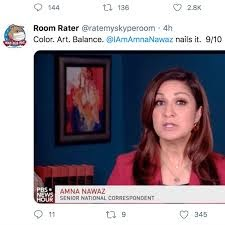 144 136 2.8K
Room Rater @ratemyskyperoom · 4h
Color. Art. Balance. @IAmAmnaNawaz nails it. 9/10
PBS
NEWS
HOUR
AMNA NAWAZ
SENIOR NATIONAL CORRESPONDENT
11 9 345